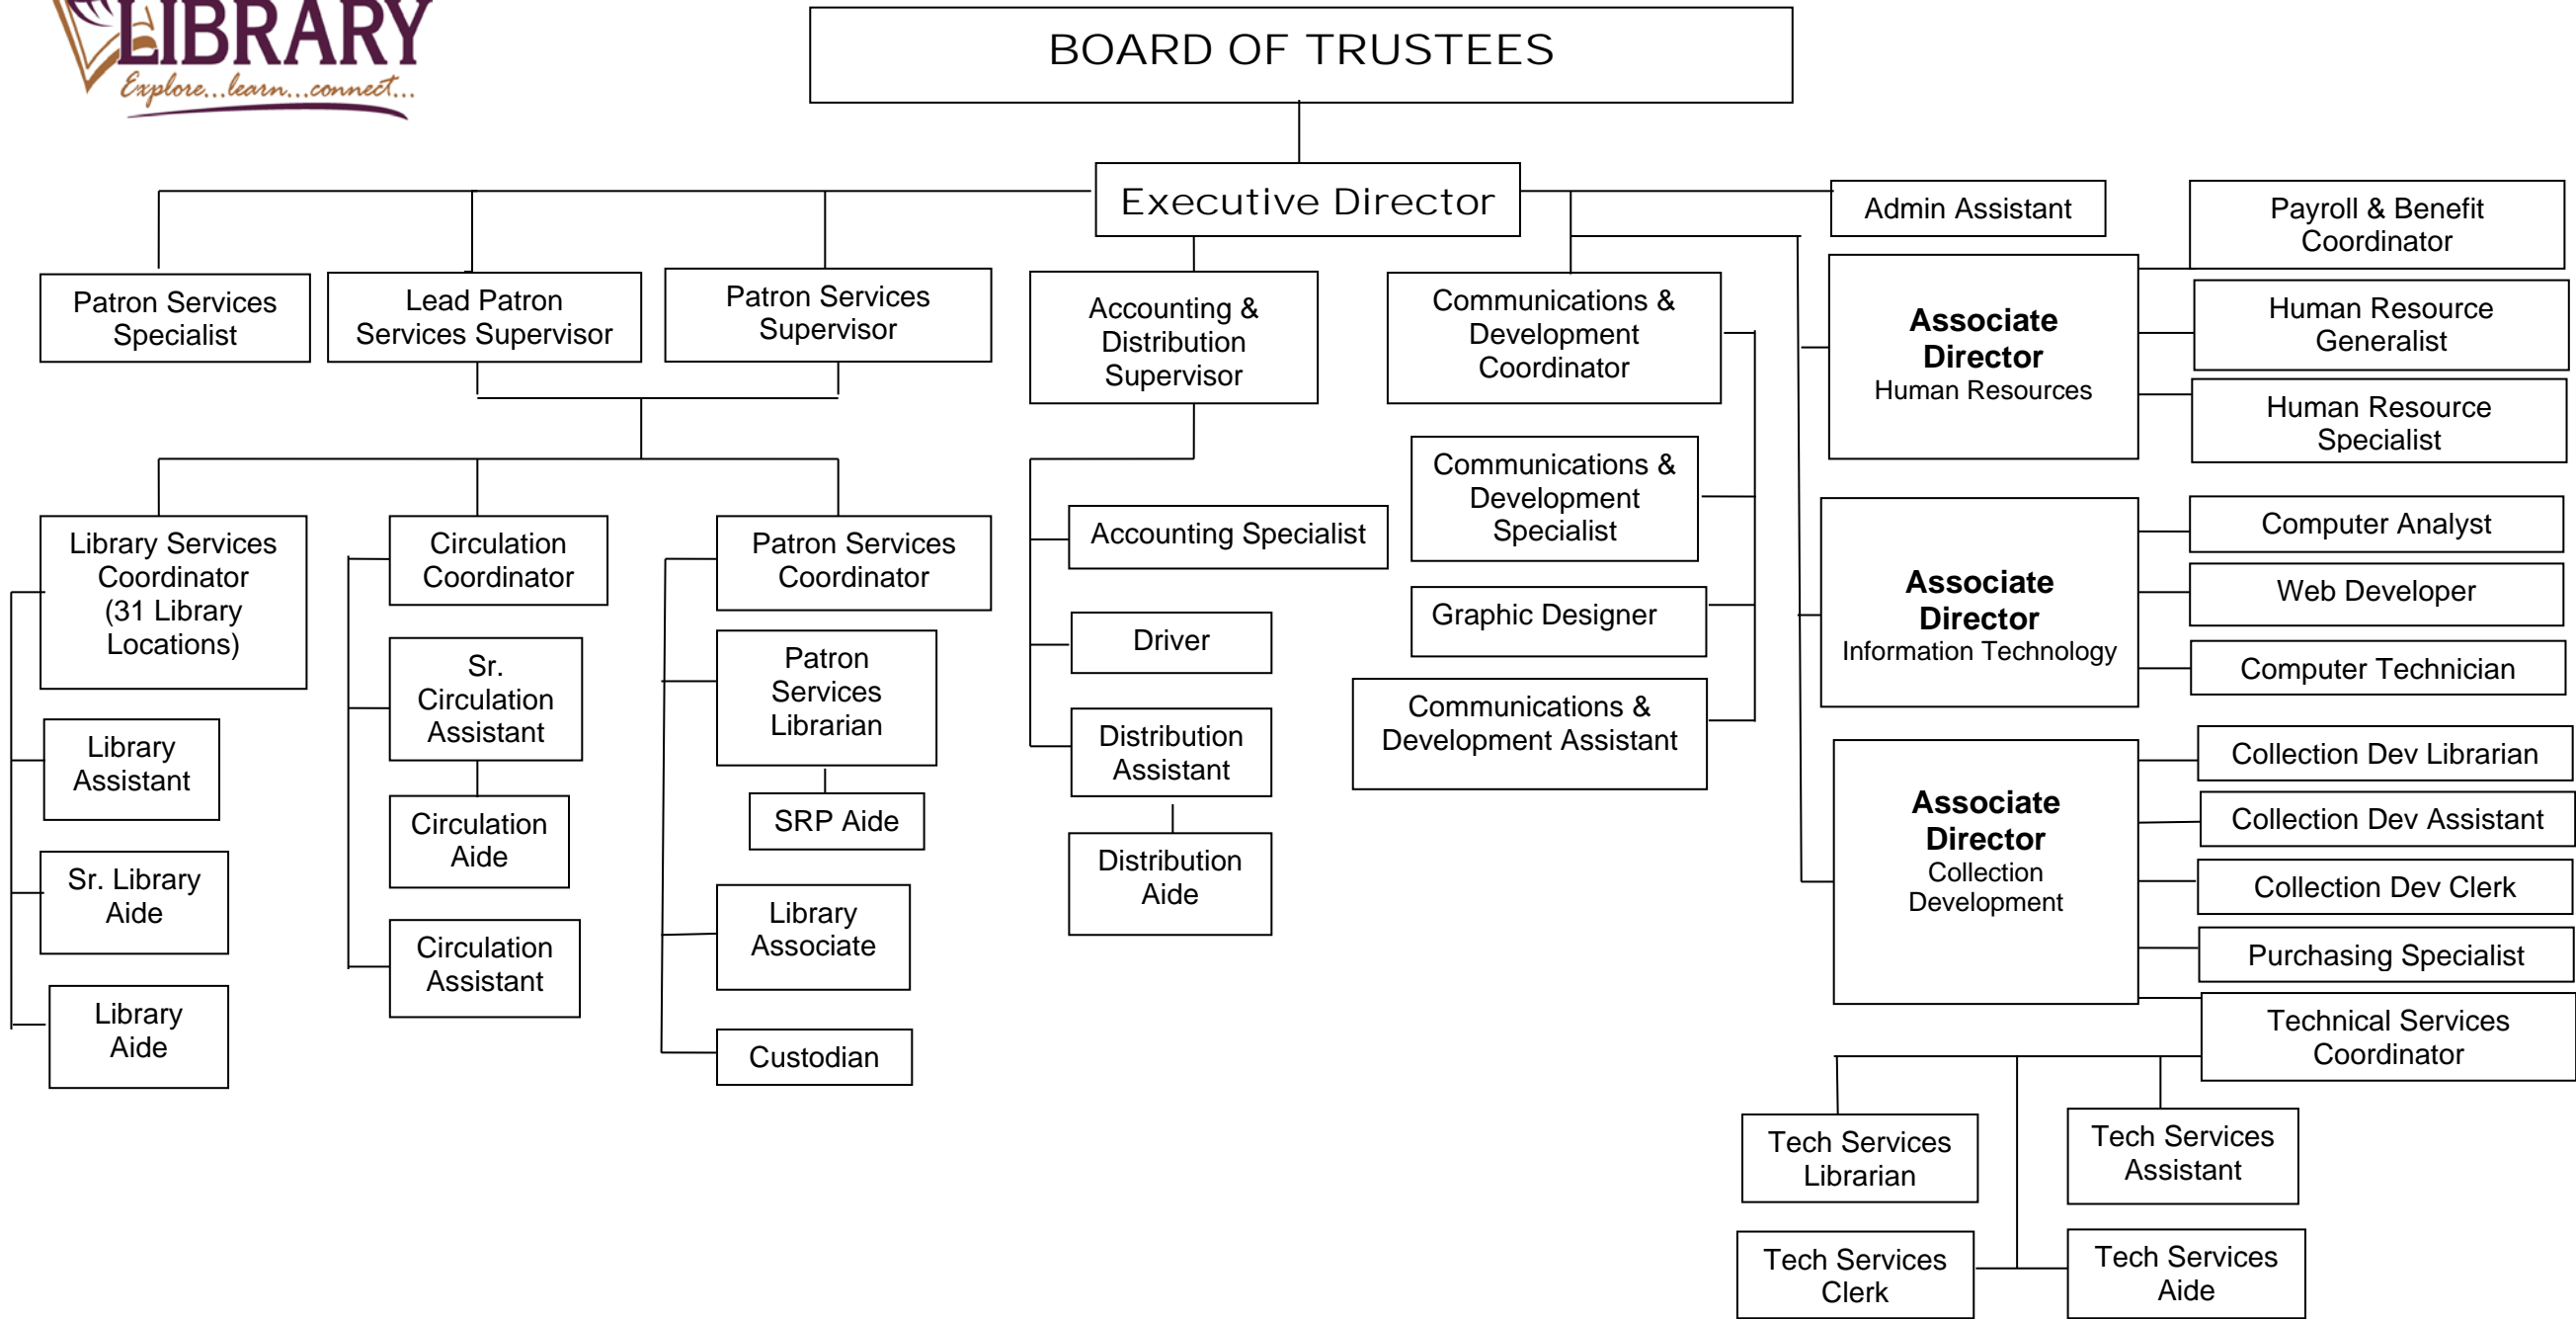 LIBRARY
Explore...learn...connect...
BOARD OF TRUSTEES
Executive Director
Admin Assistant
Payroll & Benefit
Coordinator
Patron Services
Specialist
Lead Patron
Services Supervisor
Patron Services
Supervisor
Accounting &
Distribution
Supervisor
Communications &
Development
Coordinator
Associate
Director
Human Resources
Human Resource
Generalist
Human Resource
Specialist
Library Services
Coordinator
(31 Library
Locations)
Circulation
Coordinator
Patron Services
Coordinator
Accounting Specialist
Communications &
Development
Specialist
Associate
Director
Information Technology
Computer Analyst
Web Developer
Computer Technician
Library
Assistant
Sr.
Circulation
Assistant
Patron
Services
Librarian
Driver
Graphic Designer
Distribution
Assistant
Communications &
Development Assistant
Sr. Library
Aide
Circulation
Aide
SRP Aide
Distribution
Aide
Associate
Director
Collection
Development
Collection Dev Librarian
Collection Dev Assistant
Collection Dev Clerk
Purchasing Specialist
Technical Services
Coordinator
Library
Aide
Circulation
Assistant
Library
Associate
Custodian
Tech Services
Librarian
Tech Services
Assistant
Tech Services
Clerk
Tech Services
Aide